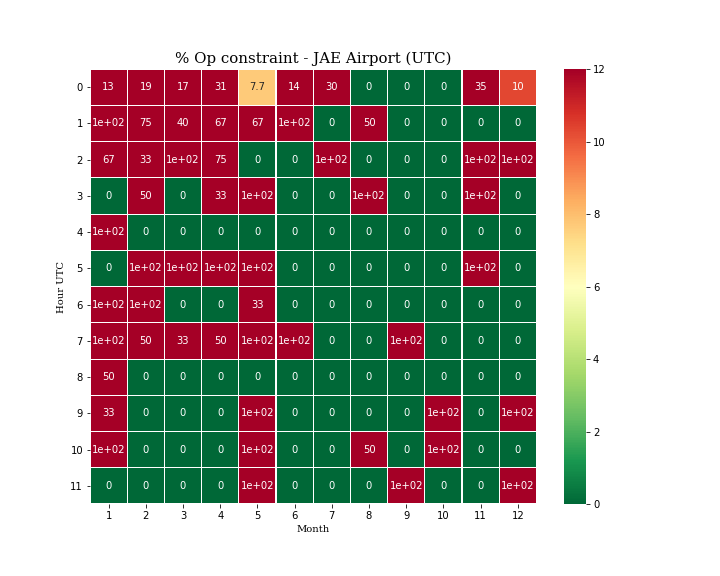 % Op constraint - JAE Airport (UTC)
0 13 19 17 31 7.7 14 30 0 0 0 35 10
1 1e+02 75 40 67 67 1e+02 0 50 0 0 0 0
2 67 33 1e+02 75 0 0 1e+02 0 0 0 1e+02 1e+02
3 0 50 0 33 1e+02 0 0 1e+02 0 0 1e+02 0
4 1e+02 0 0 0 0 0 0 0 0 0 0 0
5 0 1e+02 1e+02 1e+02 1e+02 0 0 0 0 0 1e+02 0
6 1e+02 1e+02 0 0 33 0 0 0 0 0 0 0
7 1e+02 50 33 50 1e+02 1e+02 0 0 1e+02 0 0 0
8 50 0 0 0 0 0 0 0 0 0 0 0
9 33 0 0 0 1e+02 0 0 0 0 1e+02 0 1e+02
10 1e+02 0 0 0 1e+02 0 0 50 0 1e+02 0 0
11 0 0 0 0 1e+02 0 0 0 1e+02 0 0 1e+02
1 2 3 4 5 6 7 8 9 10 11 12
Month
Hour UTC
12
10
8
6
4
2
0